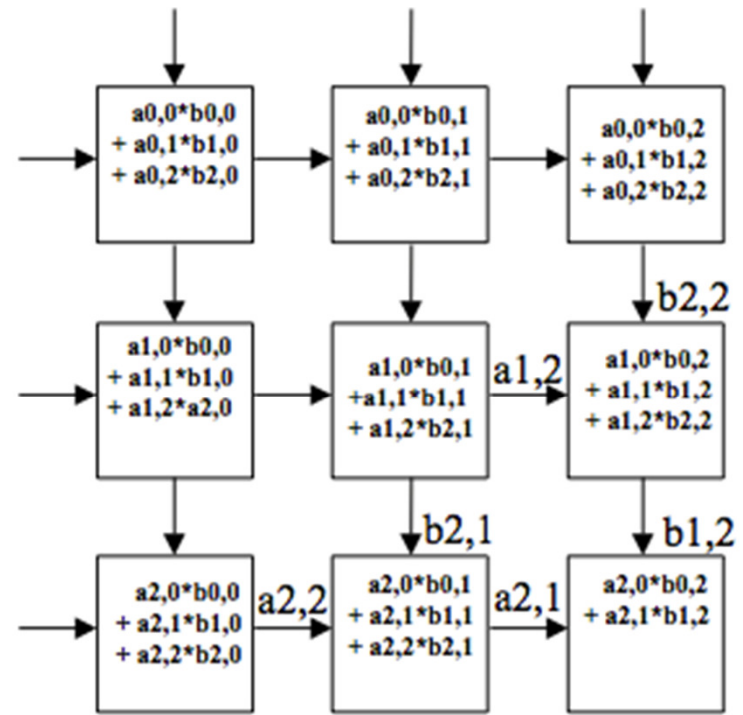 a0,0*b0,0
+ a0,1*b1,0
+ a0,2*b2,0
a0,0*b0,1
+ a0,1*b1,1
+ a0,2*b2,1
a0,0*b0,2
+ a0,1*b1,2
+ a0,2*b2,2
b2,2
a1,0*b0,0
+ a1,1*b1,0
+ a1,2*a2,0
a1,0*b0,1
+a1,1*b1,1
+ a1,2*b2,1
a1,2
a1,0*b0,2
+ a1,1*b1,2
+ a1,2*b2,2
b2,1
b1,2
a2,0*b0,0
+ a2,1*b1,0
+ a2,2*b2,0
a2,2
a2,0*b0,1
+ a2,1*b1,1
+ a2,2*b2,1
a2,1
a2,0*b0,2
+ a2,1*b1,2